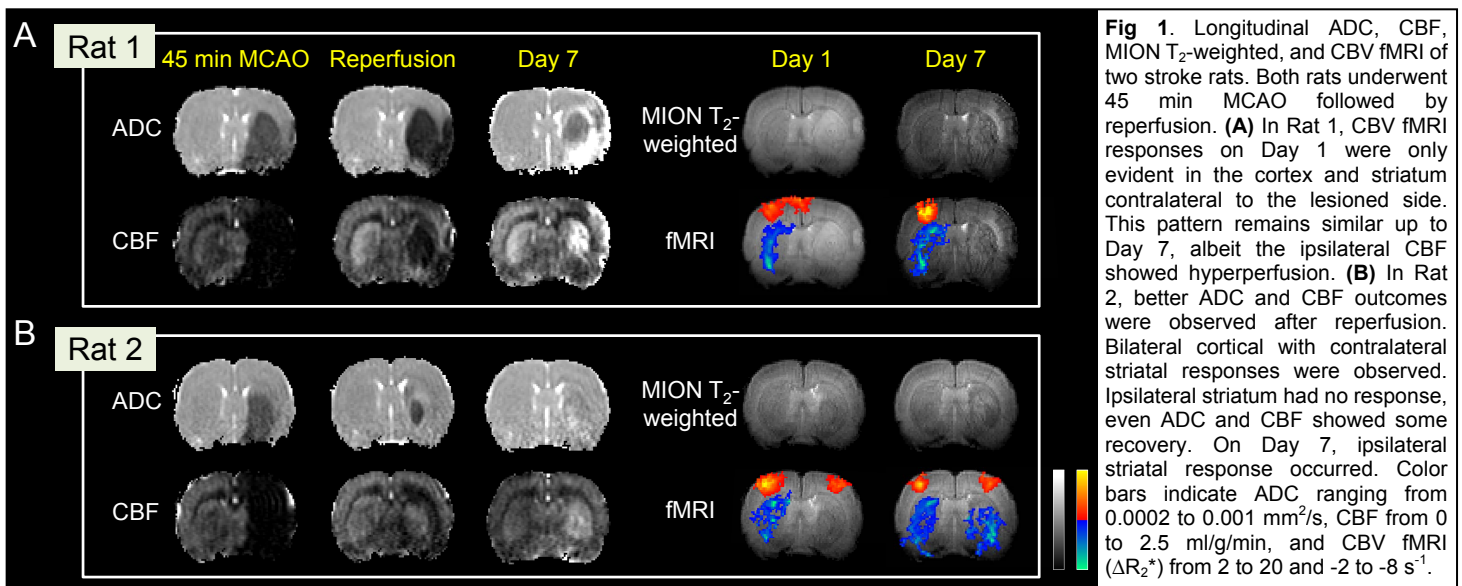 A
Rat 1
45 min MCAO Reperfusion Day 7 Day 1 Day 7
ADC
MION T2-
weighted
CBF
fMRI
B
Rat 2
ADC
MION T2-
weighted
CBF
fMRI
Fig 1. Longitudinal ADC, CBF,
MION T2-weighted, and CBV fMRI of
two stroke rats. Both rats underwent
45 min MCAO followed by
reperfusion. (A) In Rat 1, CBV fMRI
responses on Day 1 were only
evident in the cortex and striatum
contralateral to the lesioned side.
This pattern remains similar up to
Day 7, albeit the ipsilateral CBF
showed hyperperfusion. (B) In Rat
2, better ADC and CBF outcomes
were observed after reperfusion.
Bilateral cortical with contralateral
striatal responses were observed.
Ipsilateral striatum had no response,
even ADC and CBF showed some
recovery. On Day 7, ipsilateral
striatal response occurred. Color
bars indicate ADC ranging from
0.0002 to 0.001 mm²/s, CBF from 0
to 2.5 ml/g/min, and CBV fMRI
(ΔR2*) from 2 to 20 and -2 to -8 s⁻¹.